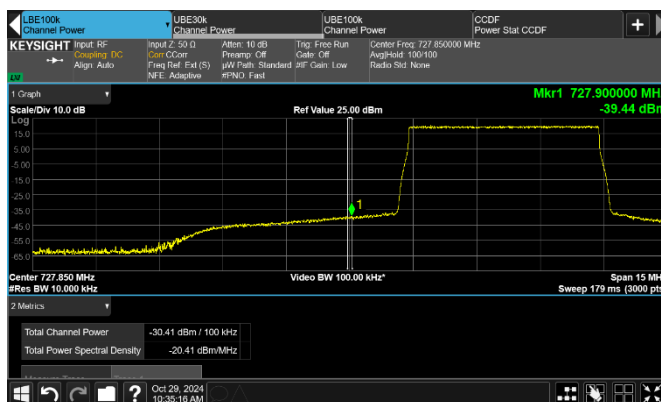 LBE100k
Channel Power
UBE30k
Channel Power
UBE100k
Channel Power
CCDF
Power Stat CCDF
+
KEYSIGHT
Input: RF
Coupling: DC
Align: Auto
Input Z: 50 Ω
Corr CCorr
Freq Ref: Ext (S)
NFE: Adaptive
Atten: 10 dB
Preamp: Off
µW Path: Standard
#PNO: Fast
Trig: Free Run
Gate: Off
#IF Gain: Low
Center Freq: 727.850000 MHz
Avg|Hold: 100/100
Radio Std: None
1 Graph
Mkr1 727.900000 MH
Scale/Div 10.0 dB
Ref Value 25.00 dBm
-39.44 dBm
Log
15.0
5.00
-5.00
-15.0
-25.0
-35.0
-45.0
-55.0
-65.0
1
Center 727.850 MHz
Video BW 100.00 kHz*
Span 15 MH
#Res BW 10.000 kHz
Sweep 179 ms (3000 pts
2 Metrics
Total Channel Power
-30.41 dBm / 100 kHz
Total Power Spectral Density
-20.41 dBm/MHz
?
Oct 29, 2024
10:35:16 AM